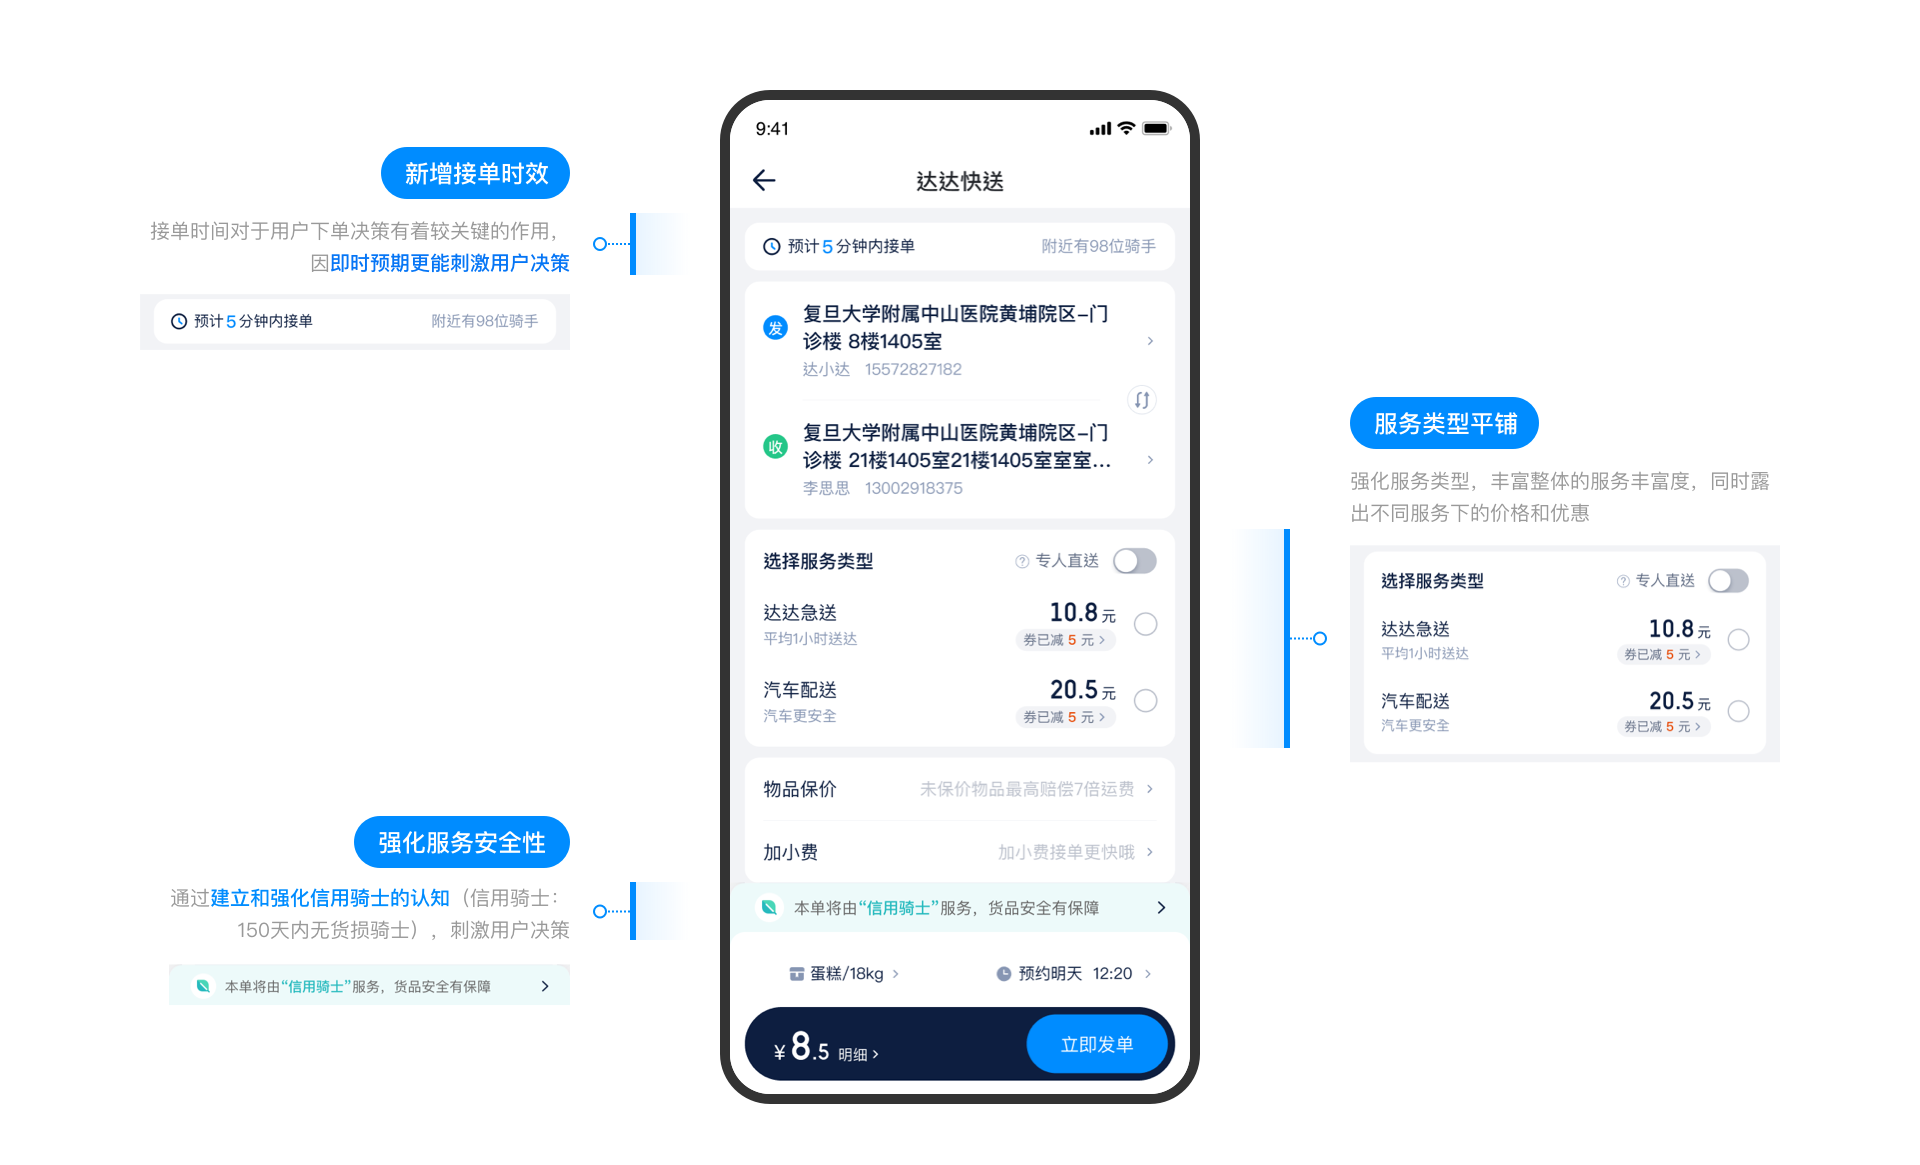 新增接单时效
接单时间对于用户下单决策有着较关键的作用，
因即时预期更能刺激用户决策
预计5分钟内接单
附近有98位骑手
强化服务安全性
通过建立和强化信用骑士的认知（信用骑士：
150天内无货损骑士），刺激用户决策
本单将由“信用骑士”服务，货品安全有保障
9:41
达达快送
预计5分钟内接单
附近有98位骑手
发
复旦大学附属中山医院黄埔院区-门
诊楼 8楼1405室
达小达 15572827182
收
复旦大学附属中山医院黄埔院区-门
诊楼 21楼1405室21楼1405室室室...
李思思 13002918375
选择服务类型
? 专人直送
达达急送
10.8 元
平均1小时送达
券已减 5 元
汽车配送
20.5 元
汽车更安全
券已减 5 元
物品保价
未保价物品最高赔偿7倍运费
加小费
加小费接单更快哦
本单将由“信用骑士”服务，货品安全有保障
蛋糕/18kg
预约明天 12:20
¥ 8.5 明细
立即发单
服务类型平铺
强化服务类型，丰富整体的服务丰富度，同时露
出不同服务下的价格和优惠
选择服务类型
? 专人直送
达达急送
10.8 元
平均1小时送达
券已减 5 元
汽车配送
20.5 元
汽车更安全
券已减 5 元